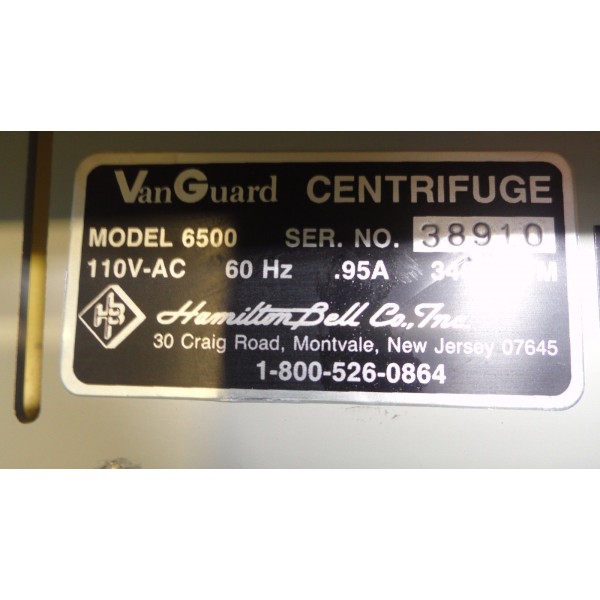 VanGuard CENTRIFUGE
MODEL 6500 SER. NO. 38910
110V-AC 60 Hz .95A
HB Hamilton Bell Co., Inc.
30 Craig Road, Montvale, New Jersey 07645
1-800-526-0864